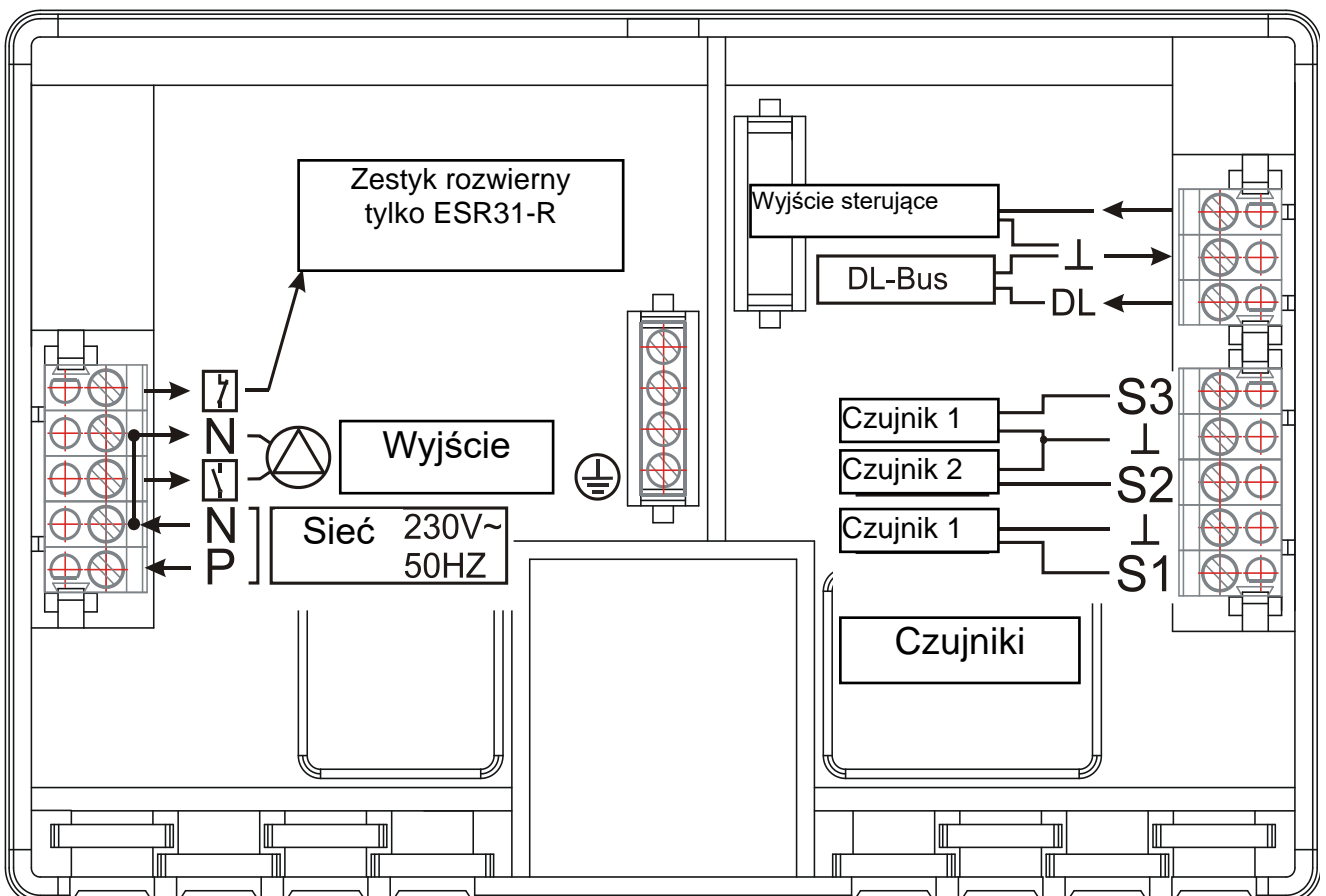 Zestyk rozwierny
tylko ESR31-R
N
Wyjście
N
P
Sieć 230V~
50HZ
Wyjście sterujące
⊥
DL-Bus
DL
Czujnik 1
S3
⊥
Czujnik 2
S2
Czujnik 1
⊥
S1
Czujniki